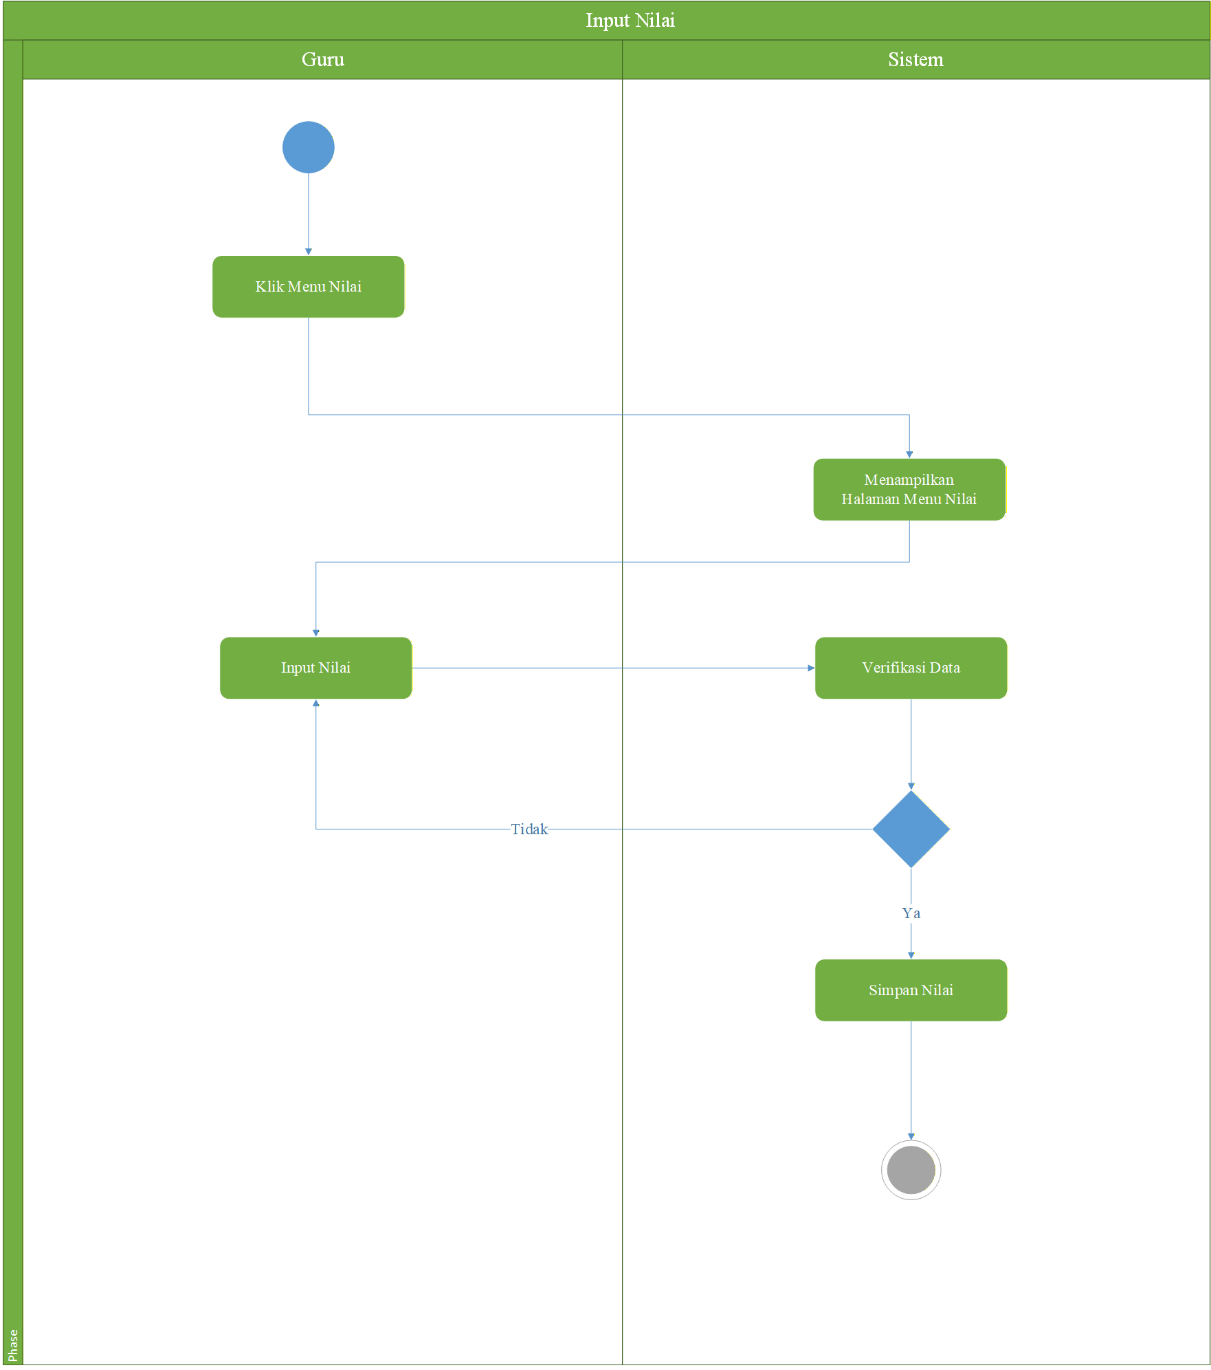 Input Nilai
Guru
Sistem
Klik Menu Nilai
Menampilkan
Halaman Menu Nilai
Input Nilai
Verifikasi Data
Tidak
Ya
Simpan Nilai
Phase